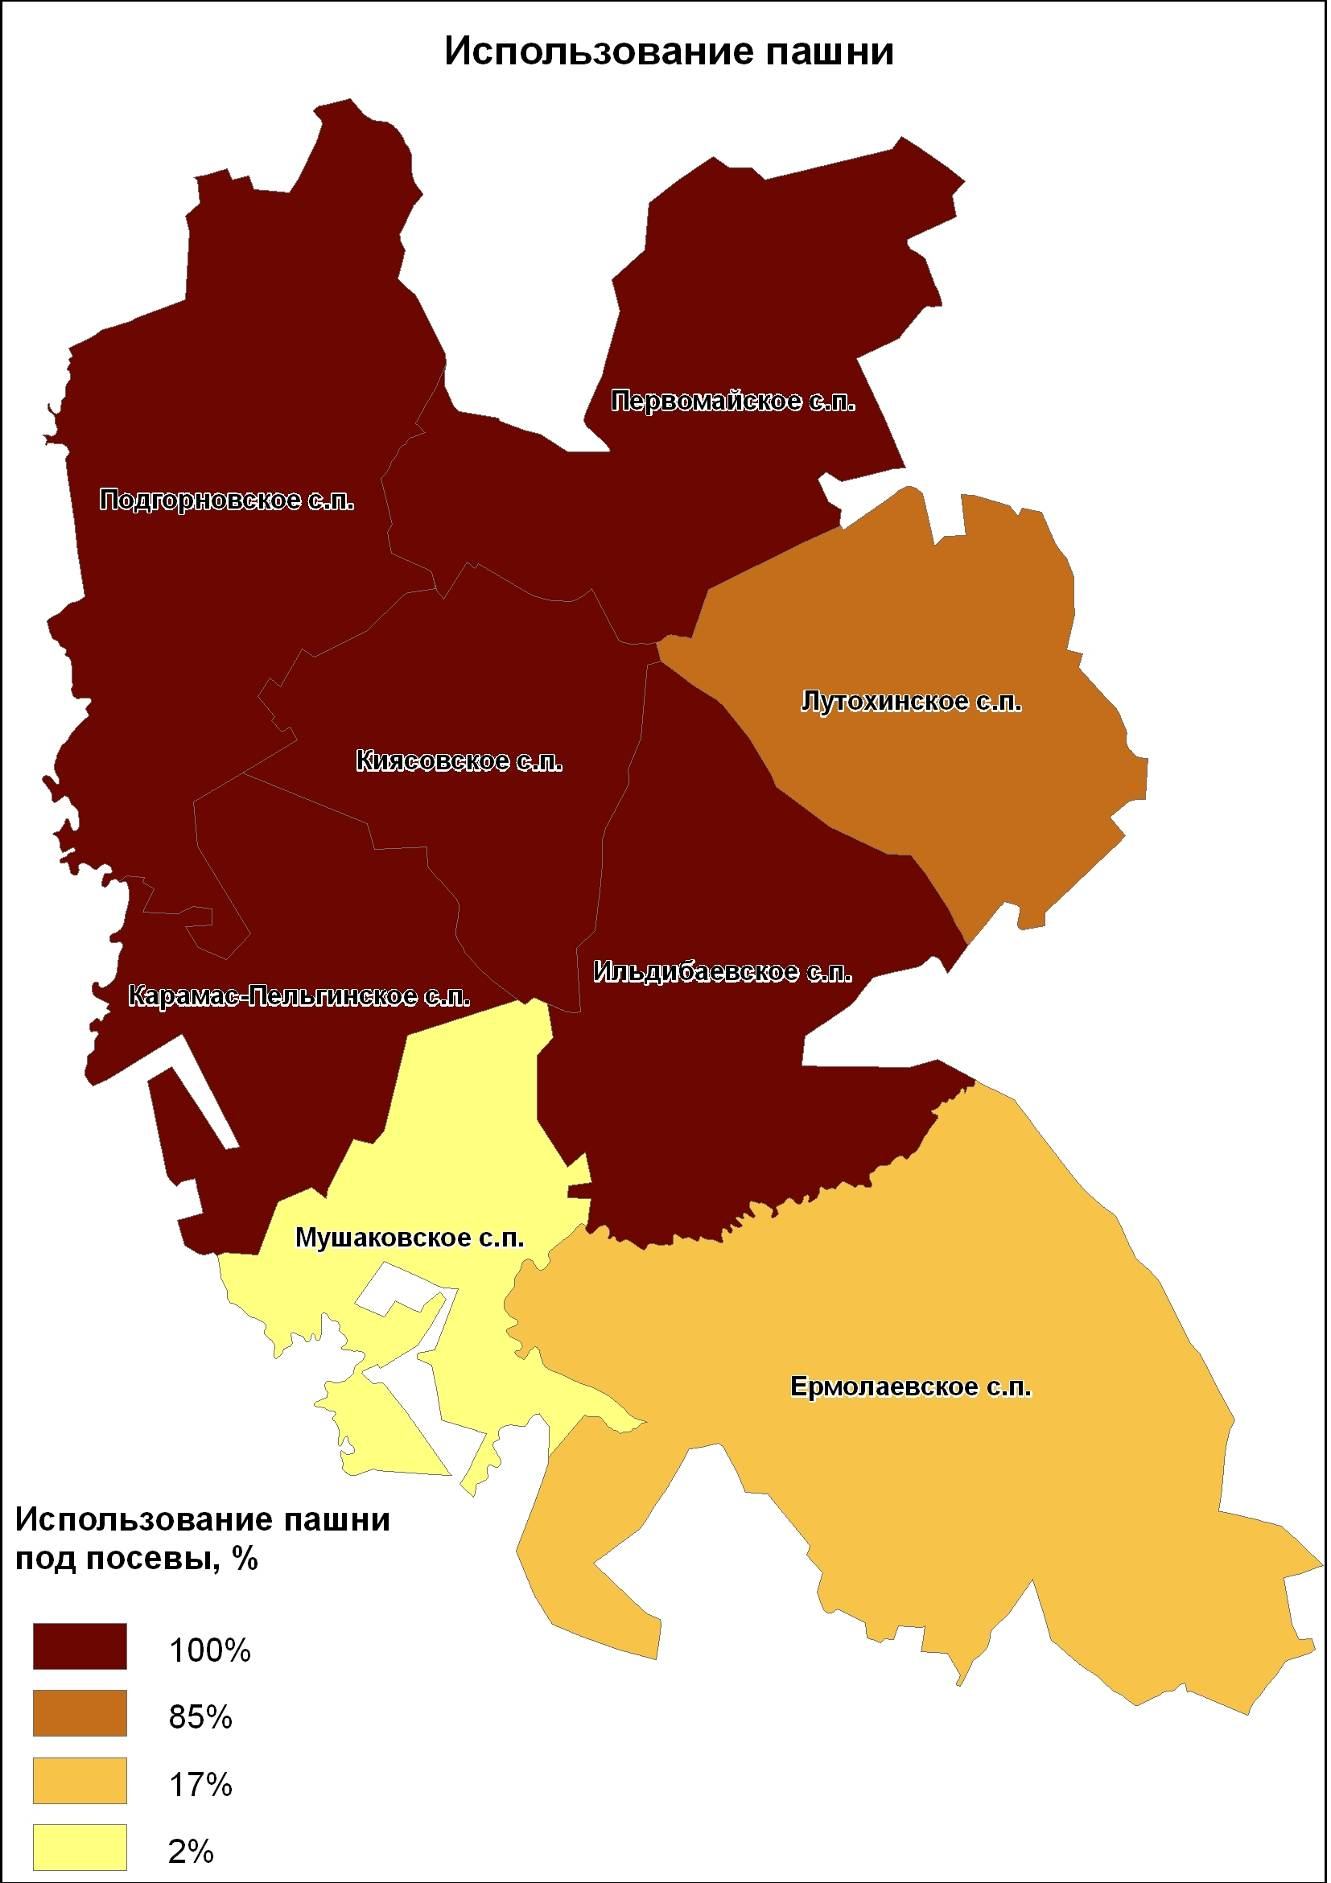 Использование пашни
Первомайское с.п.
Подгорновское с.п.
Лутохинское с.п.
Киясовское с.п.
Ильдибаевское с.п.
Карамас-Пельгинское с.п.
Мушаковское с.п.
Ермолаевское с.п.
Использование пашни
под посевы, %
100%
85%
17%
2%